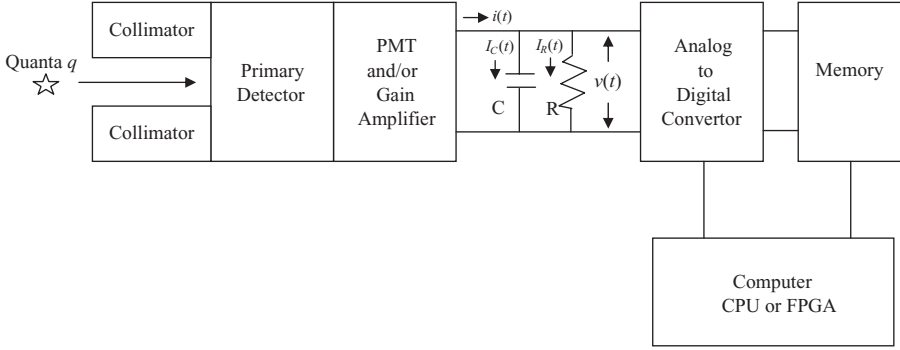 Quanta q
Collimator
Collimator
Primary
Detector
PMT
and/or
Gain
Amplifier
i(t)
I_C(t)
I_R(t)
C
R
v(t)
Analog
to
Digital
Convertor
Memory
Computer
CPU or FPGA